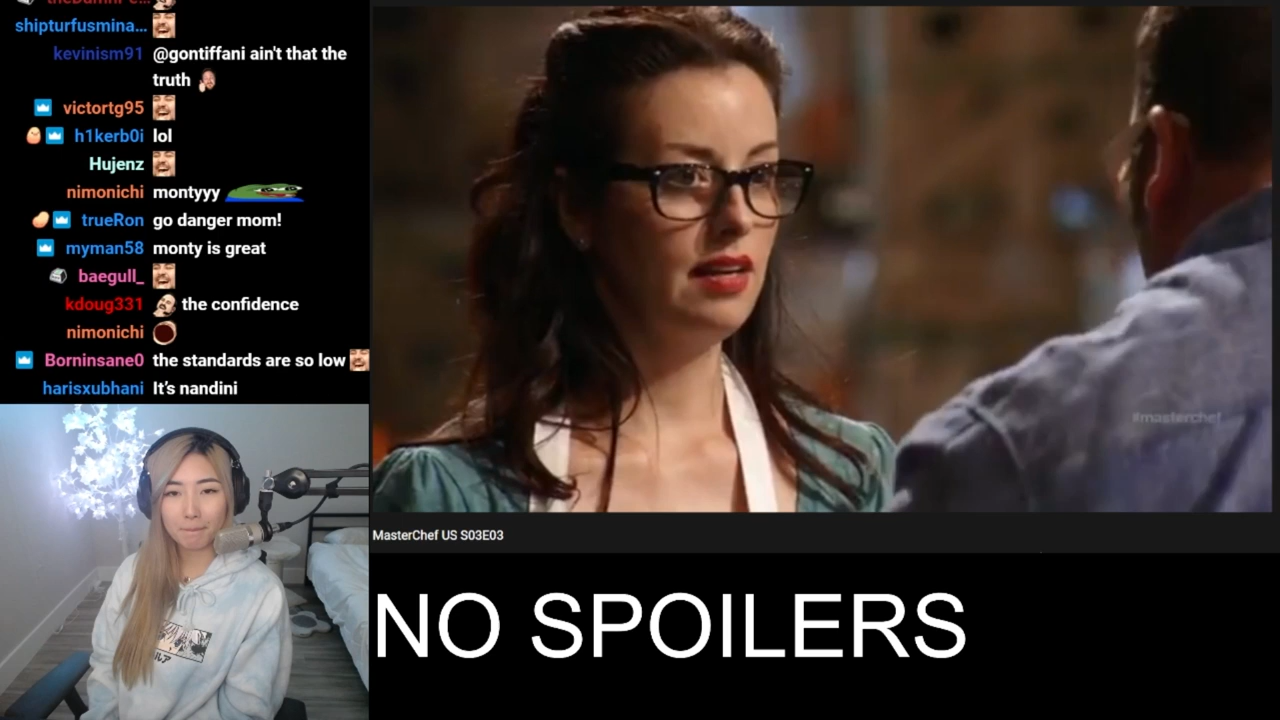 shipturfusmina...
kevinism91 @gontiffani ain't that the
truth
victortg95
h1kerb0i lol
Hujenz
nimonichi montyyy
trueRon go danger mom!
myman58 monty is great
baegull_
kdoug331 the confidence
nimonichi
Borninsane0 the standards are so low
harisxubhani It’s nandini
#masterchef
MasterChef US S03E03
NO SPOILERS